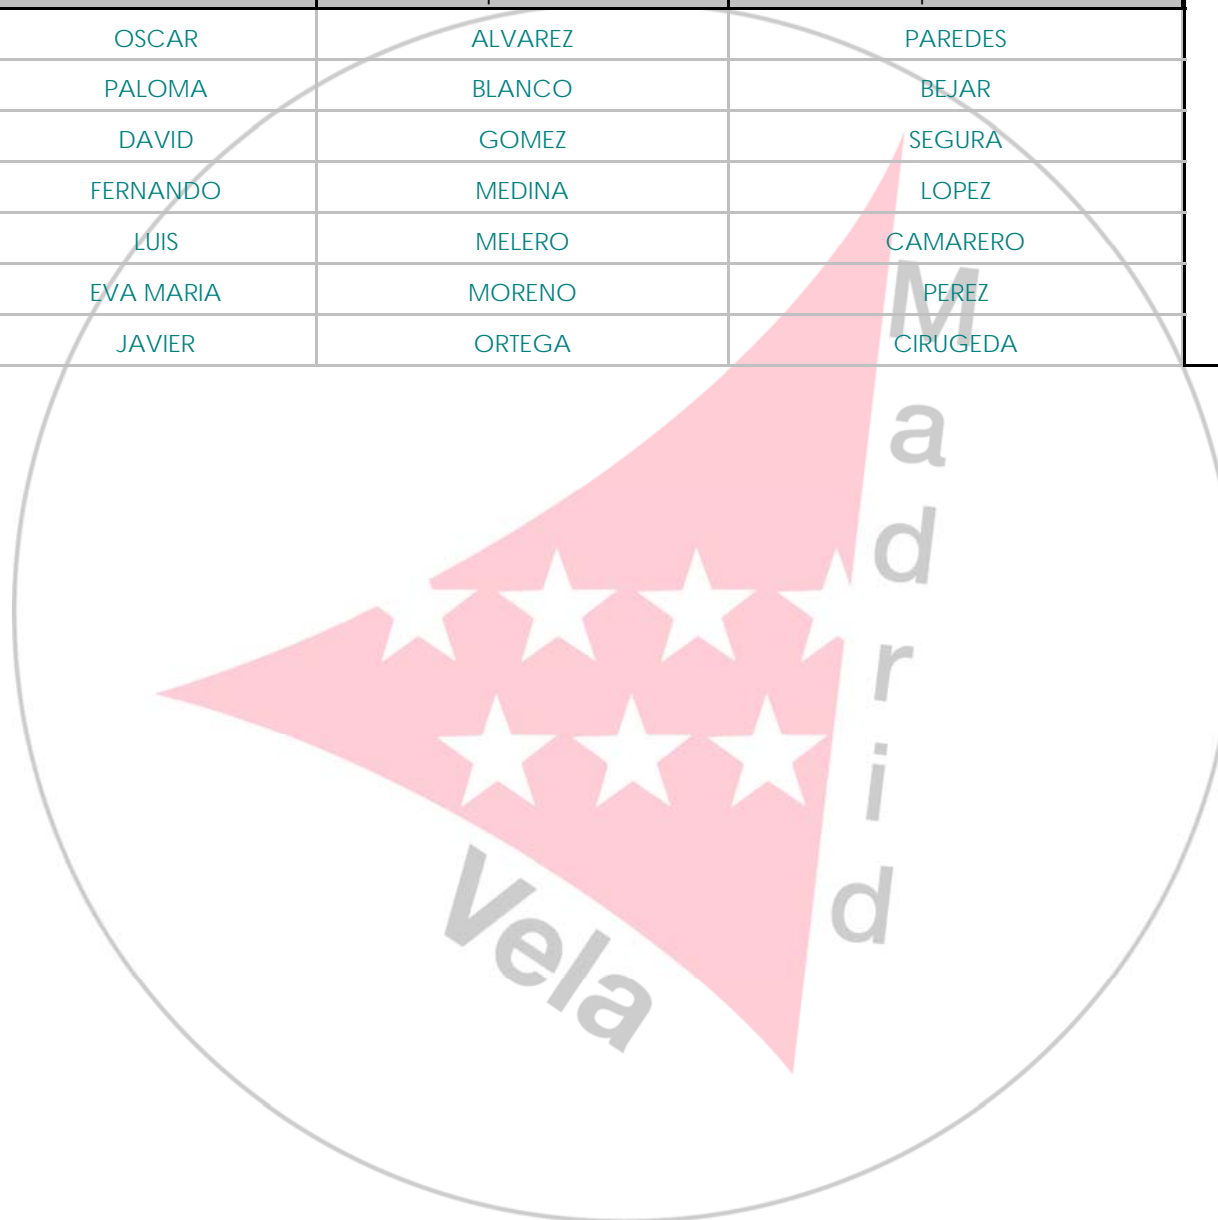 OSCAR ALVAREZ PAREDES
PALOMA BLANCO BEJAR
DAVID GOMEZ SEGURA
FERNANDO MEDINA LOPEZ
LUIS MELERO CAMARERO
EVA MARIA MORENO PEREZ
JAVIER ORTEGA CIRUGEDA
Madrid
Vela